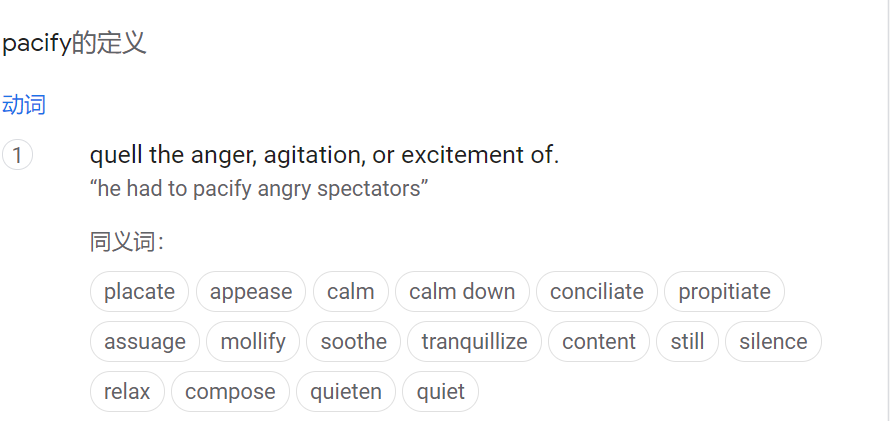 pacify的定义
动词
1 quell the anger, agitation, or excitement of.
“he had to pacify angry spectators”
同义词：
placate appease calm calm down conciliate propitiate
assuage mollify soothe tranquillize content still silence
relax compose quieten quiet